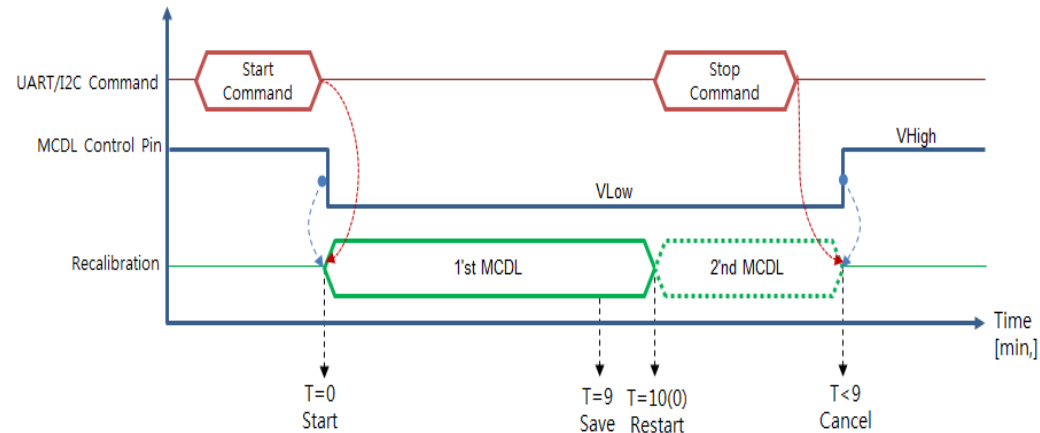 Start
Command
Stop
Command
UART/I2C Command
MCDL Control Pin
VHigh
VLow
Recalibration
1'st MCDL
2'nd MCDL
Time
[min,]
T=0
Start
T=9
Save
T=10(0)
Restart
T<9
Cancel